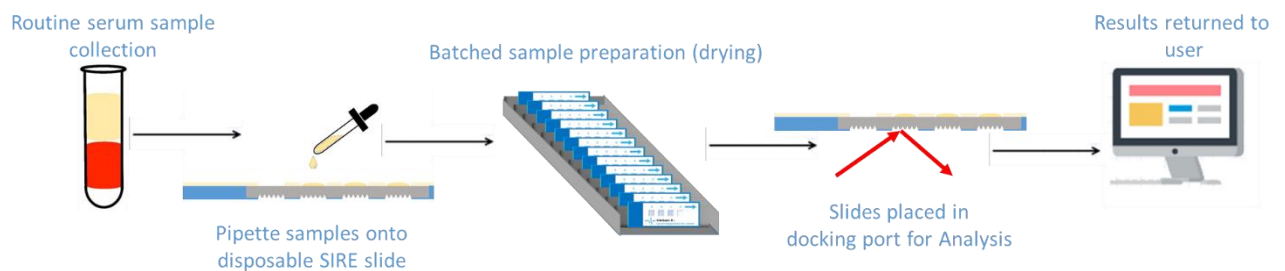 Routine serum sample
collection
Pipette samples onto
disposable SIRE slide
Batched sample preparation (drying)
Slides placed in
docking port for Analysis
Results returned to
user